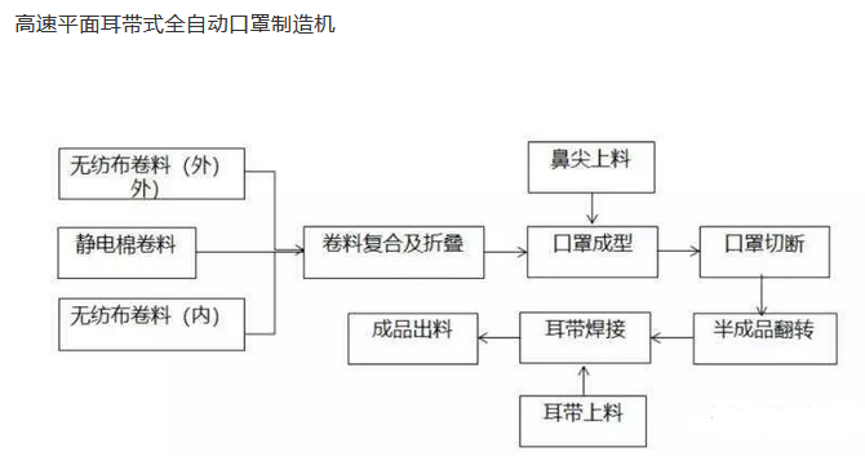 高速平面耳带式全自动口罩制造机
无纺布卷料（外）
外）
鼻尖上料
静电棉卷料
卷料复合及折叠
口罩成型
口罩切断
无纺布卷料（内）
成品出料
耳带焊接
半成品翻转
耳带上料